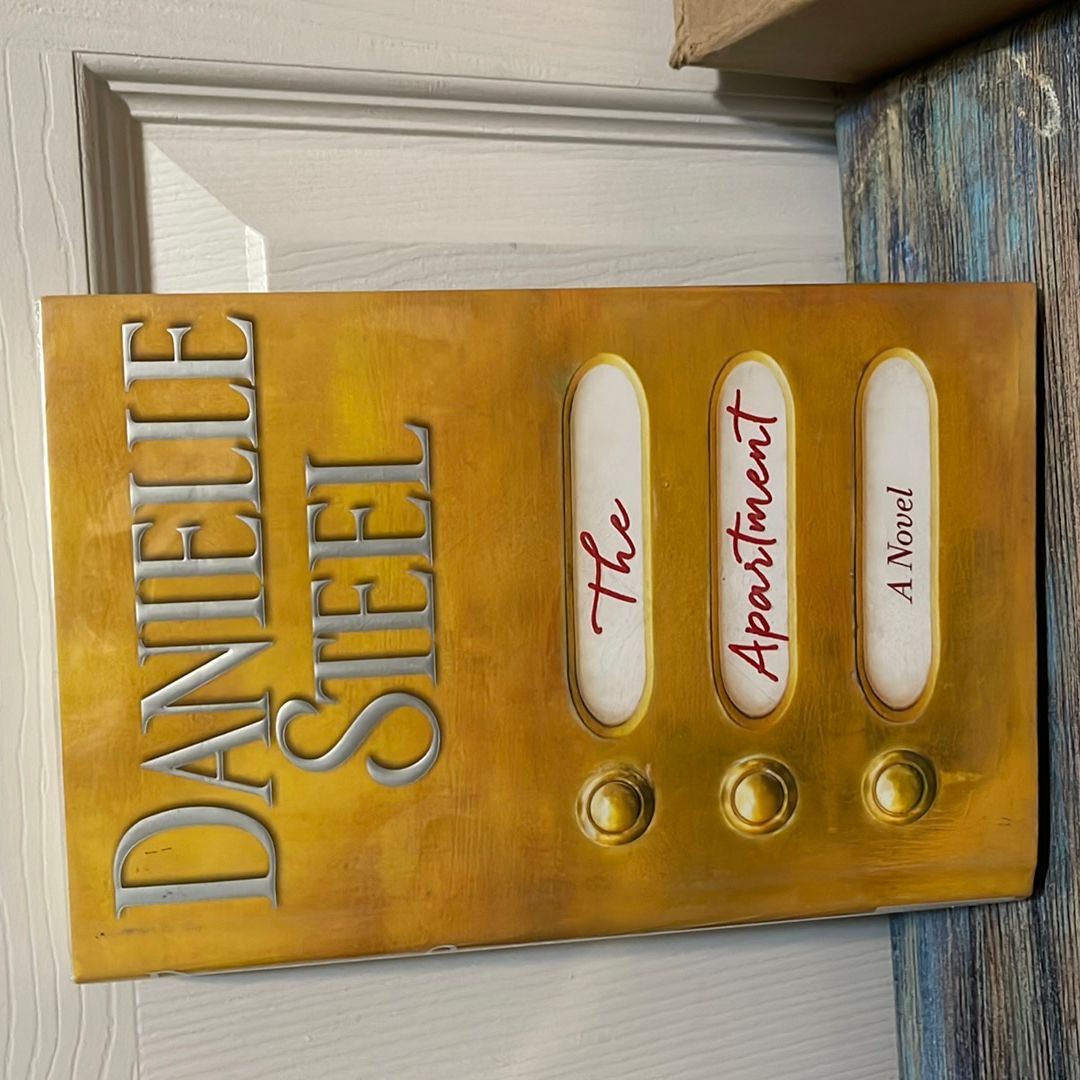 DANIELLE
STEEL
The
Apartment
A Novel